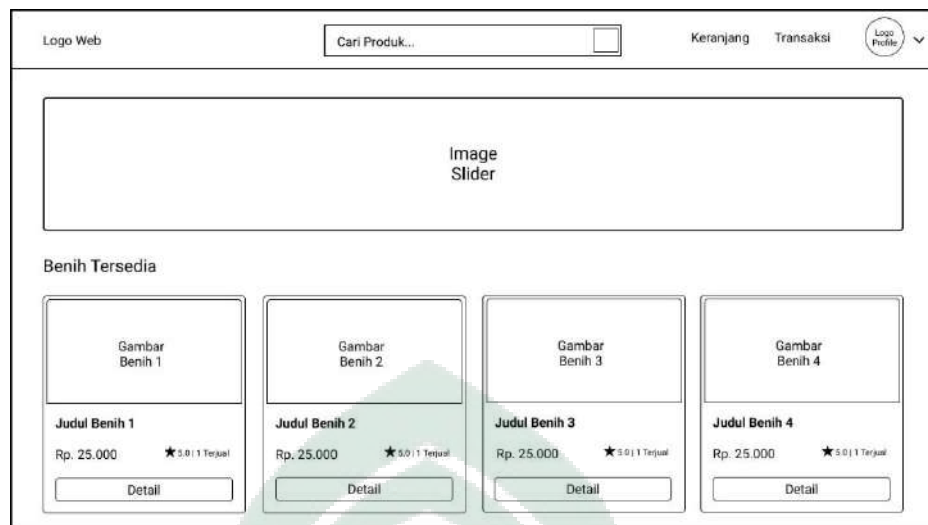 Logo Web
Cari Produk...
Keranjang
Transaksi
Logo
Profile
Image
Slider
Benih Tersedia
Gambar
Benih 1
Judul Benih 1
Rp. 25.000
★ 5.0 | 1 Terjual
Detail
Gambar
Benih 2
Judul Benih 2
Rp. 25.000
★ 5.0 | 1 Terjual
Detail
Gambar
Benih 3
Judul Benih 3
Rp. 25.000
★ 5.0 | 1 Terjual
Detail
Gambar
Benih 4
Judul Benih 4
Rp. 25.000
★ 5.0 | 1 Terjual
Detail